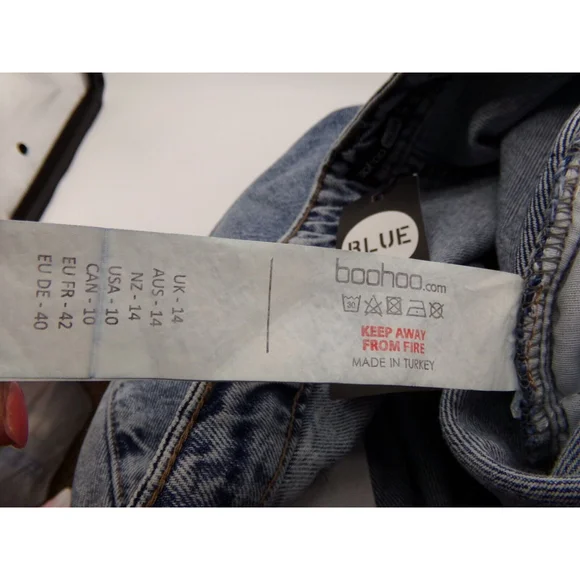 BLUE
boohoo.com
30
KEEP AWAY
FROM FIRE
MADE IN TURKEY
UK - 14
AUS - 14
NZ - 14
USA - 10
CAN - 10
EU FR - 42
EU DE - 40